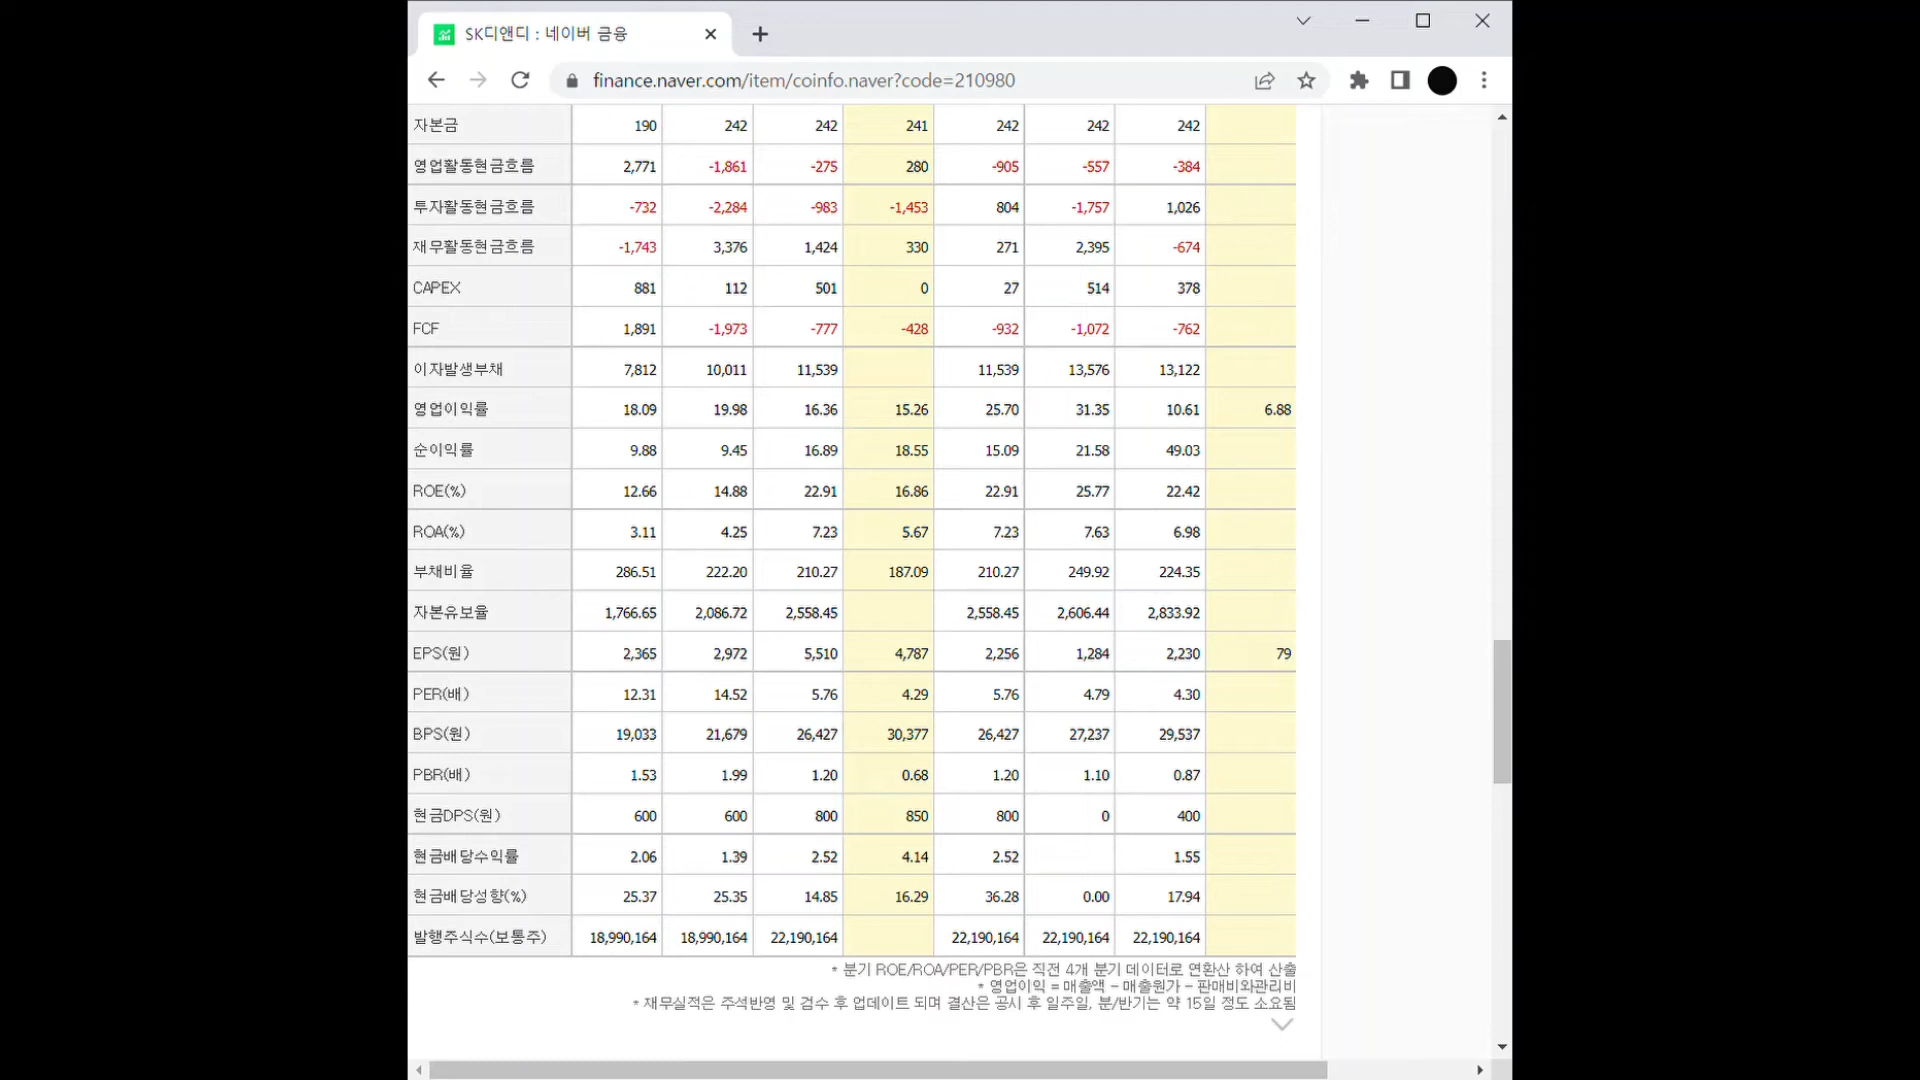 SK디앤디 : 네이버 금융
finance.naver.com/item/coinfo.naver?code=210980
자본금 190 242 242 241 242 242 242
영업활동현금흐름 2,771 -1,861 -275 280 -905 -557 -384
투자활동현금흐름 -732 -2,284 -983 -1,453 804 -1,757 1,026
재무활동현금흐름 -1,743 3,376 1,424 330 271 2,395 -674
CAPEX 881 112 501 0 27 514 378
FCF 1,891 -1,973 -777 -428 -932 -1,072 -762
이자발생부채 7,812 10,011 11,539 11,539 13,576 13,122
영업이익률 18.09 19.98 16.36 15.26 25.70 31.35 10.61 6.88
순이익률 9.88 9.45 16.89 18.55 15.09 21.58 49.03
ROE(%) 12.66 14.88 22.91 16.86 22.91 25.77 22.42
ROA(%) 3.11 4.25 7.23 5.67 7.23 7.63 6.98
부채비율 286.51 222.20 210.27 187.09 210.27 249.92 224.35
자본유보율 1,766.65 2,086.72 2,558.45 2,558.45 2,606.44 2,833.92
EPS(원) 2,365 2,972 5,510 4,787 2,256 1,284 2,230 79
PER(배) 12.31 14.52 5.76 4.29 5.76 4.79 4.30
BPS(원) 19,033 21,679 26,427 30,377 26,427 27,237 29,537
PBR(배) 1.53 1.99 1.20 0.68 1.20 1.10 0.87
현금DPS(원) 600 600 800 850 800 0 400
현금배당수익률 2.06 1.39 2.52 4.14 2.52 1.55
현금배당성향(%) 25.37 25.35 14.85 16.29 36.28 0.00 17.94
발행주식수(보통주) 18,990,164 18,990,164 22,190,164 22,190,164 22,190,164 22,190,164
* 분기 ROE/ROA/PER/PBR은 직전 4개 분기 데이터로 연환산 하여 산출
* 영업이익 = 매출액 - 매출원가 - 판매비와관리비
* 재무실적은 주석반영 및 검수 후 업데이트 되며 결산은 공시 후 일주일, 분/반기는 약 15일 정도 소요됨